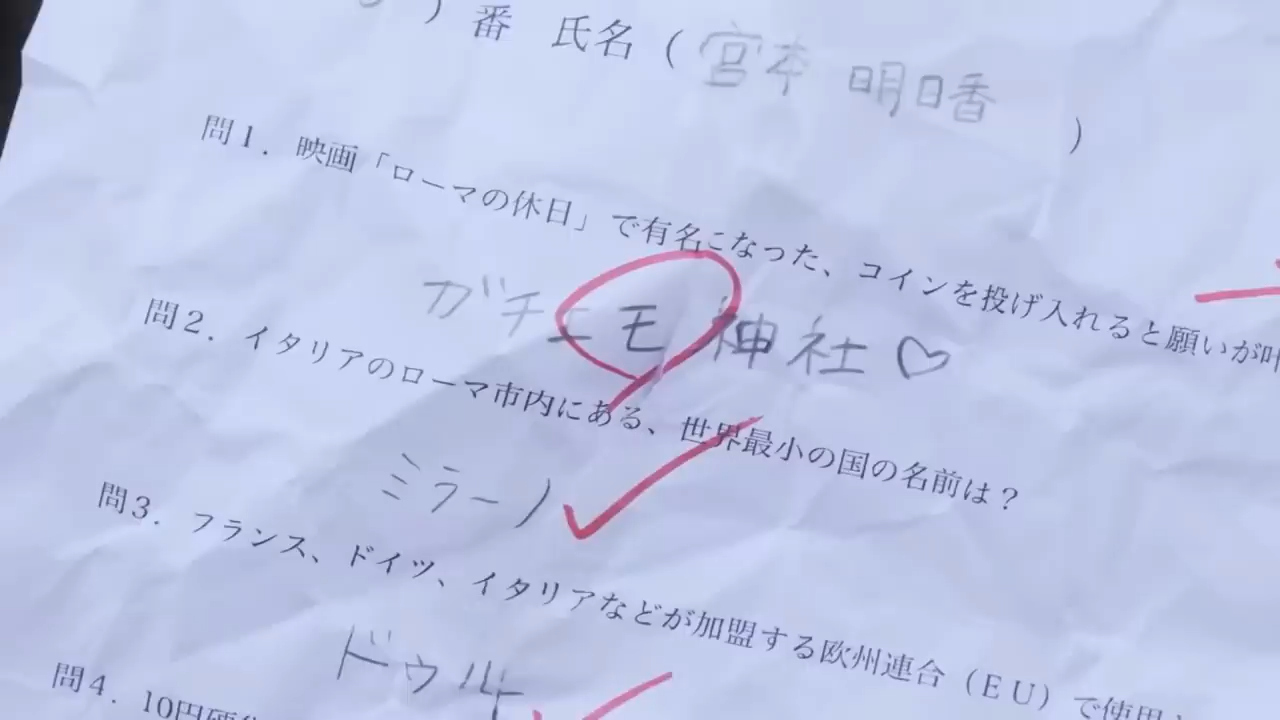 ）番 氏名（宮本 明日香 ）
問１．映画「ローマの休日」で有名になった、コインを投げ入れると願いが叶
ガチエモ神社♡
問２．イタリアのローマ市内にある、世界最小の国の名前は？
ミラーノ
問３．フランス、ドイツ、イタリアなどが加盟する欧州連合（ＥＵ）で使用
ドゥル
問４．10円硬